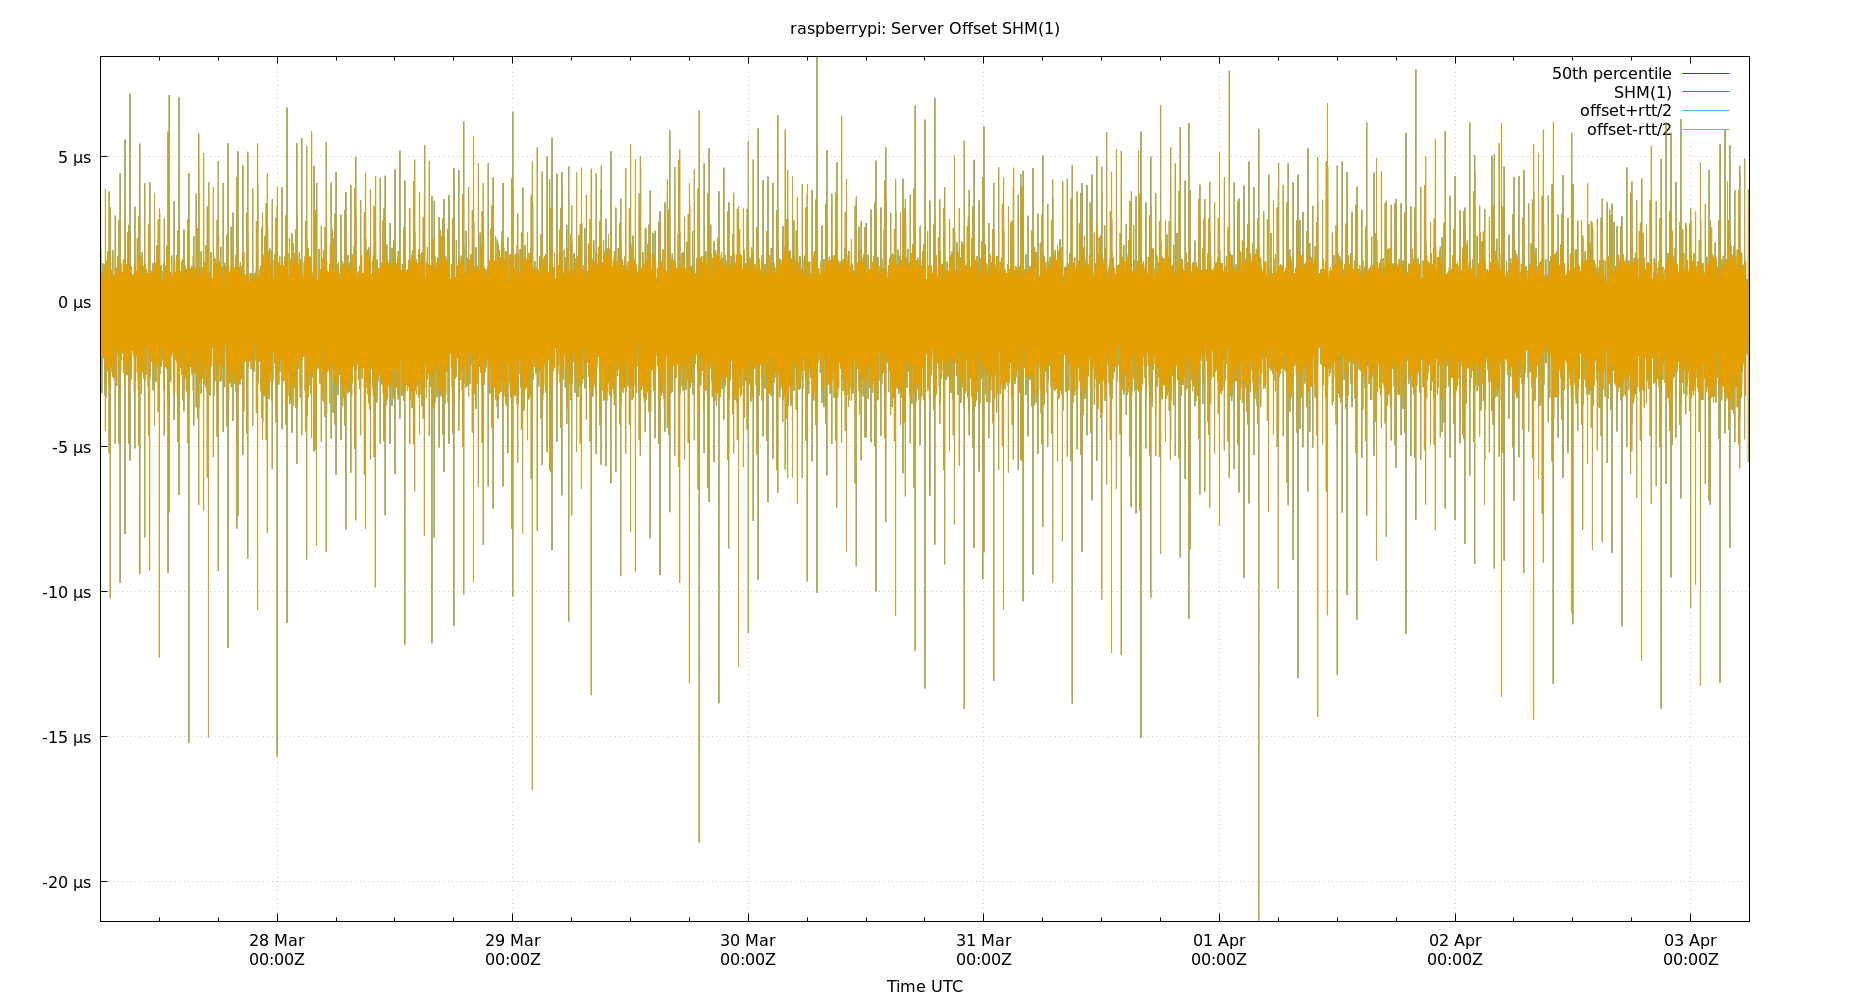 raspberrypi: Server Offset SHM(1)
50th percentile
SHM(1)
offset+rtt/2
offset-rtt/2
5 µs
0 µs
-5 µs
-10 µs
-15 µs
-20 µs
28 Mar 29 Mar 30 Mar 31 Mar 01 Apr 02 Apr 03 Apr
00:00Z 00:00Z 00:00Z 00:00Z 00:00Z 00:00Z 00:00Z
Time UTC